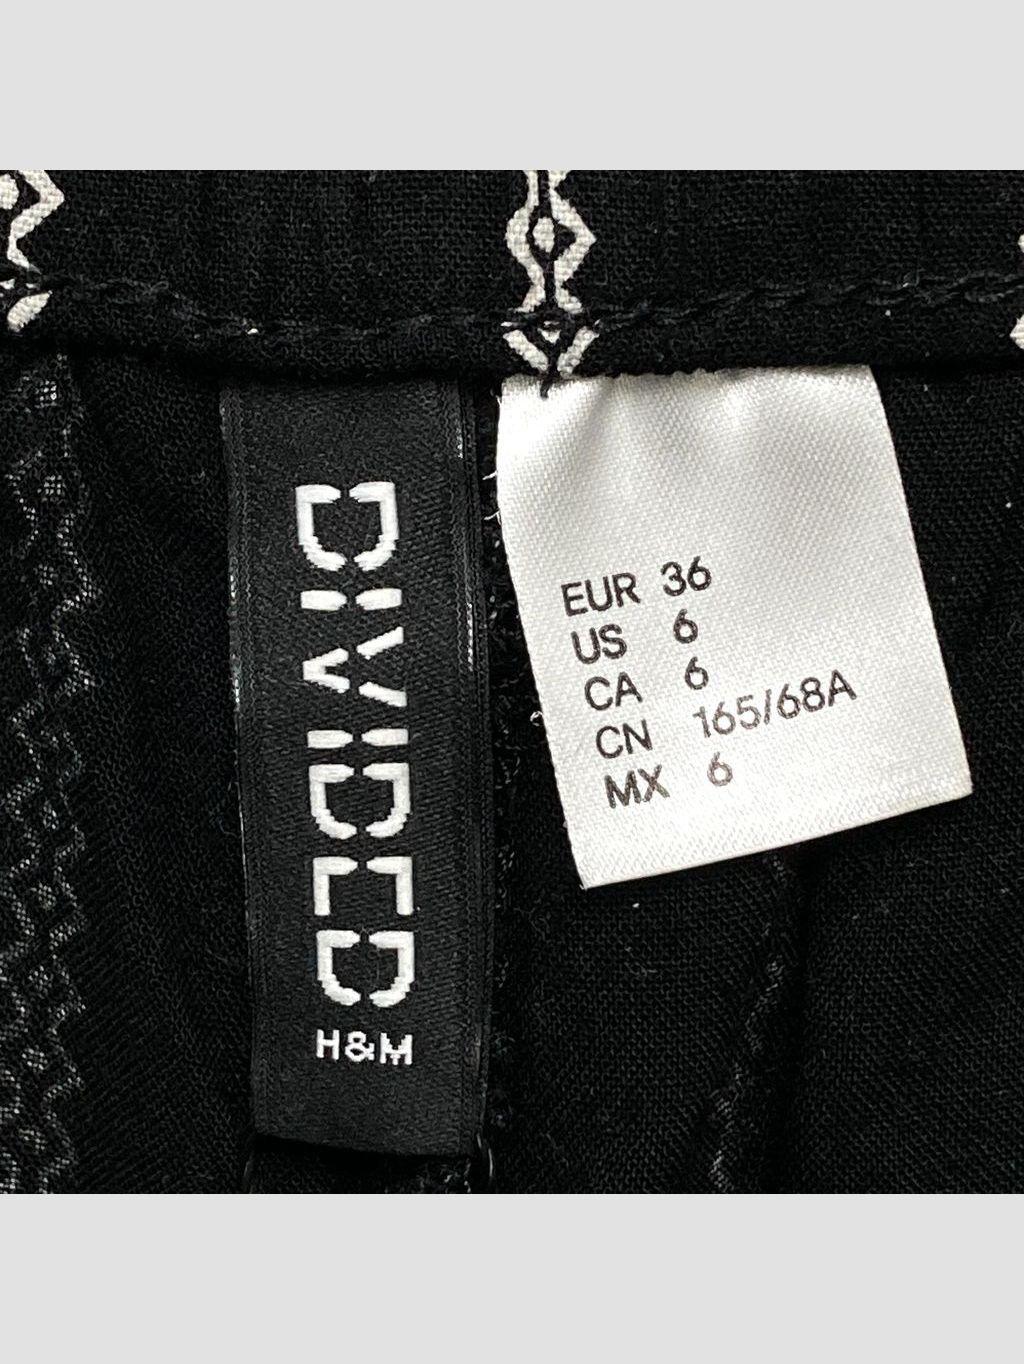 DIVIDED
H&M
EUR 36
US 6
CA 6
CN 165/68A
MX 6